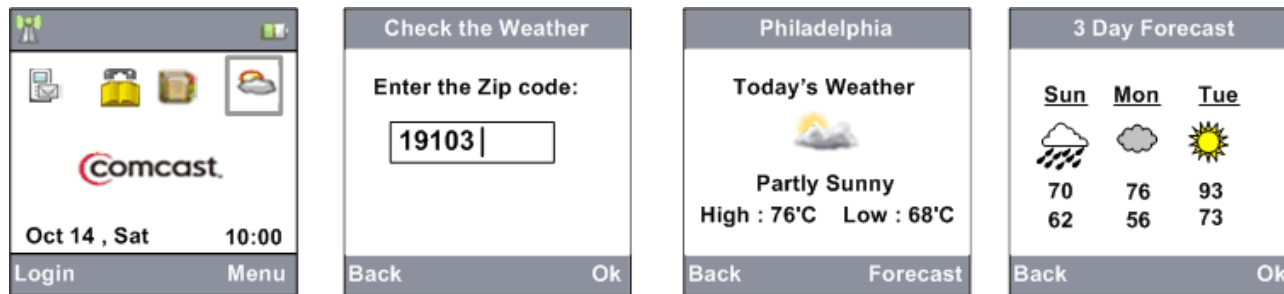 comcast.
Oct 14 , Sat 10:00
Login Menu
Check the Weather
Enter the Zip code:
19103
Back Ok
Philadelphia
Today's Weather
Partly Sunny
High : 76'C Low : 68'C
Back Forecast
3 Day Forecast
Sun Mon Tue
70 76 93
62 56 73
Back Ok